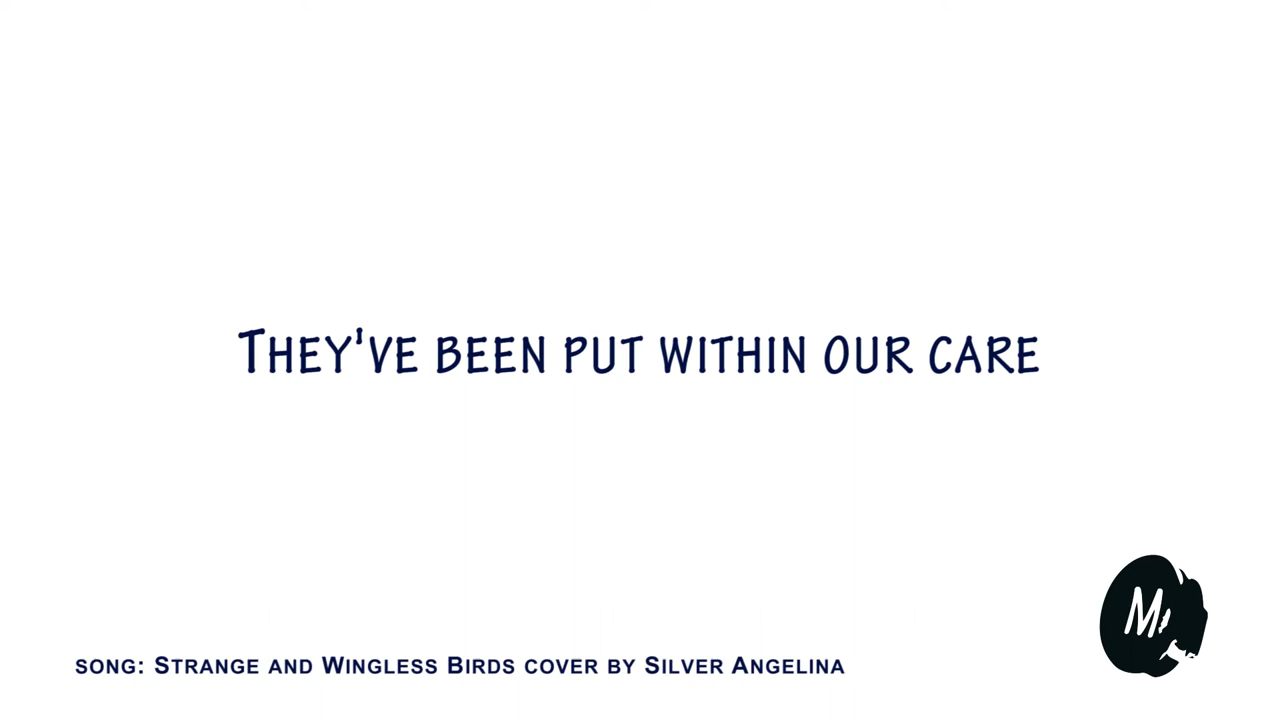 They've been put within our care
song: Strange and Wingless Birds cover by Silver Angelina
M